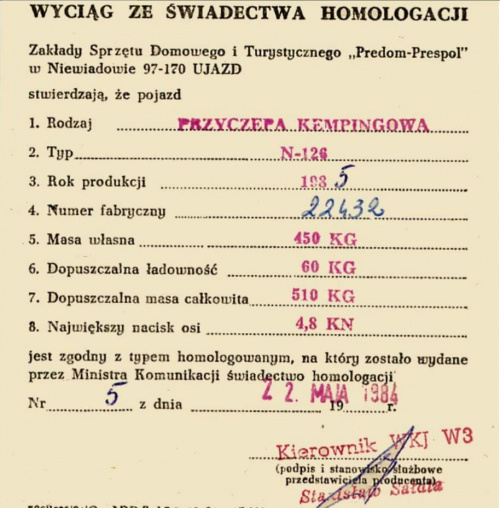 WYCIĄG ZE ŚWIADECTWA HOMOLOGACJI
Zakłady Sprzętu Domowego i Turystycznego „Predom-Prespol"
w Niewiadowie 97-170 UJAZD
stwierdzają, że pojazd
1. Rodzaj PRZYCZEPA KEMPINGOWA
2. Typ N-126
3. Rok produkcji 1985
4. Numer fabryczny 22432
5. Masa własna 450 KG
6. Dopuszczalna ładowność 60 KG
7. Dopuszczalna masa całkowita 510 KG
8. Największy nacisk osi 4,8 KN
jest zgodny z typem homologowanym, na który zostało wydane
przez Ministra Komunikacji świadectwo homologacji
Nr 5 z dnia 22. MAJA 1984 19 r.
Kierownik WKJ W3
(podpis i stanowisko służbowe
przedstawiciela producenta)
Stanisław